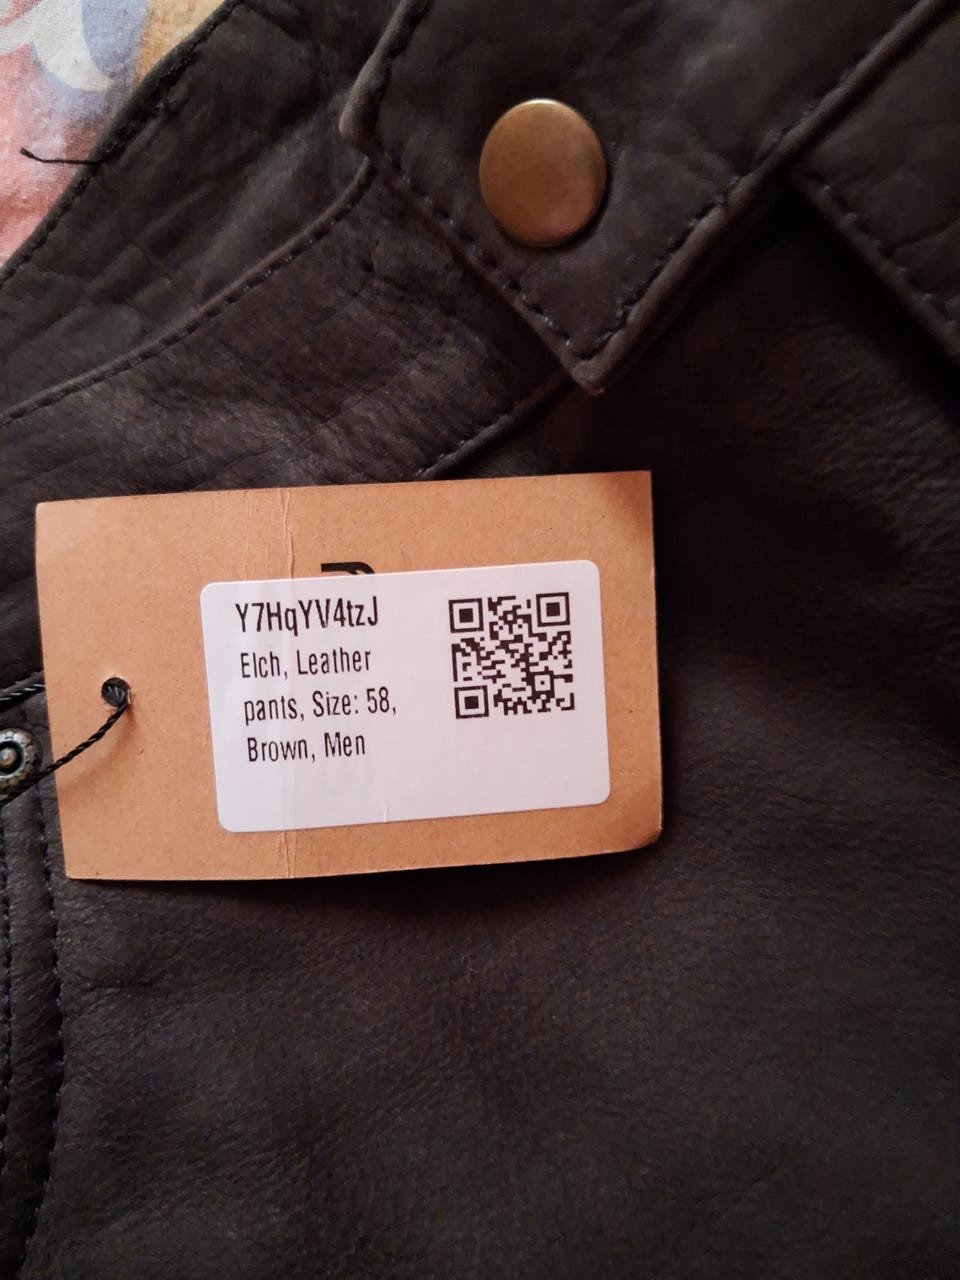 Y7HqYV4tzJ
Elch, Leather
pants, Size: 58,
Brown, Men